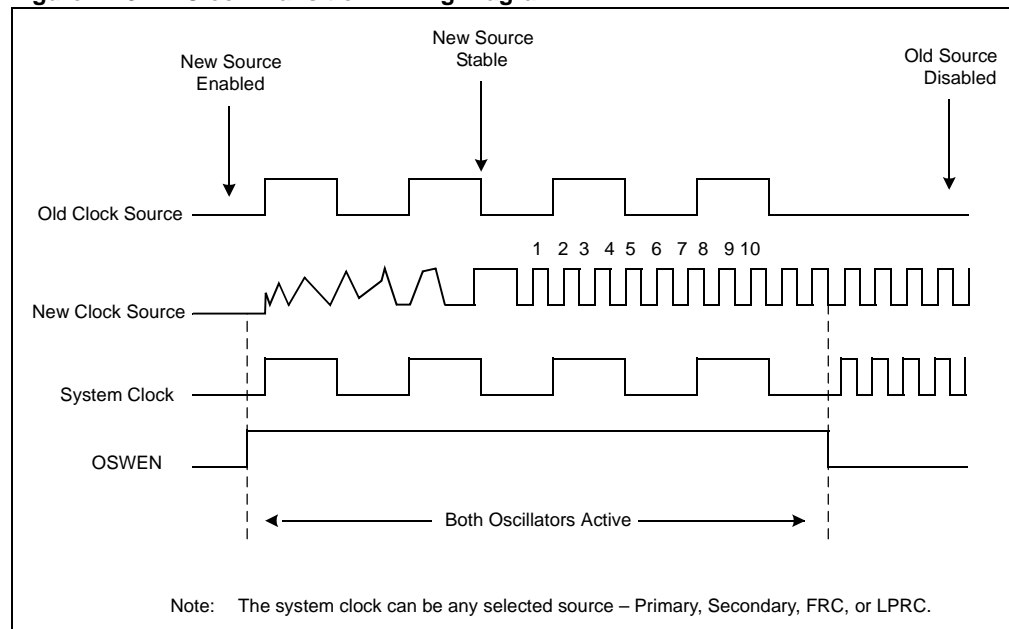 New Source
Enabled
New Source
Stable
Old Source
Disabled
Old Clock Source
1 2 3 4 5 6 7 8 9 10
New Clock Source
System Clock
OSWEN
Both Oscillators Active
Note: The system clock can be any selected source – Primary, Secondary, FRC, or LPRC.